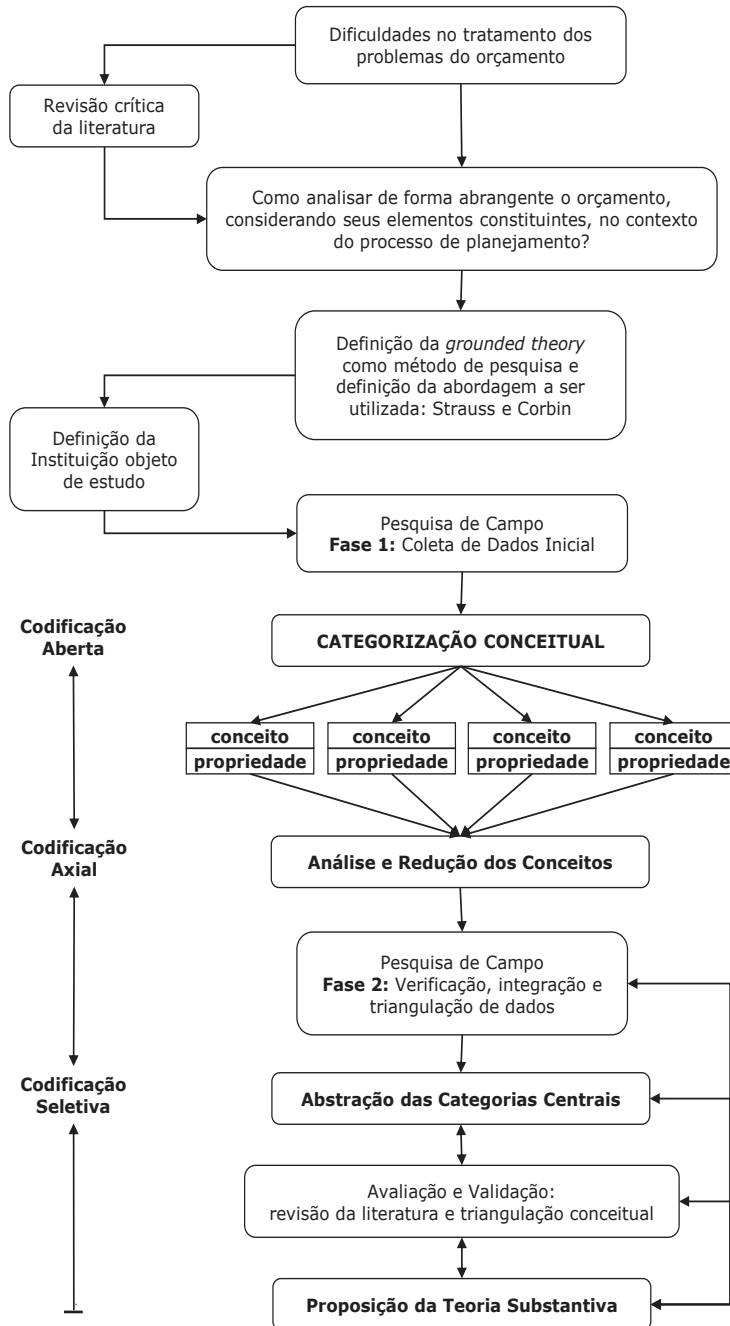 Dificuldades no tratamento dos
problemas do orçamento
Revisão crítica
da literatura
Como analisar de forma abrangente o orçamento,
considerando seus elementos constituintes, no contexto
do processo de planejamento?
Definição da grounded theory
como método de pesquisa e
definição da abordagem a ser
utilizada: Strauss e Corbin
Definição da
Instituição objeto
de estudo
Pesquisa de Campo
Fase 1: Coleta de Dados Inicial
Codificação
Aberta
CATEGORIZAÇÃO CONCEITUAL
conceito conceito conceito conceito
propriedade propriedade propriedade propriedade
Codificação
Axial
Análise e Redução dos Conceitos
Pesquisa de Campo
Fase 2: Verificação, integração e
triangulação de dados
Codificação
Seletiva
Abstração das Categorias Centrais
Avaliação e Validação:
revisão da literatura e triangulação conceitual
Proposição da Teoria Substantiva